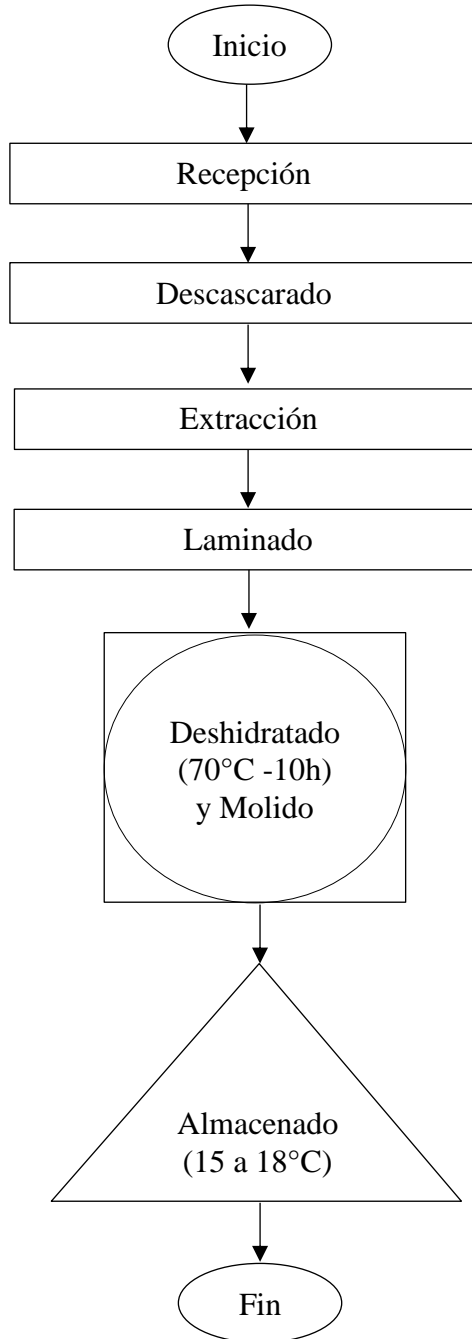 Inicio
Recepción
Descascarado
Extracción
Laminado
Deshidratado
(70°C -10h)
y Molido
Almacenado
(15 a 18°C)
Fin